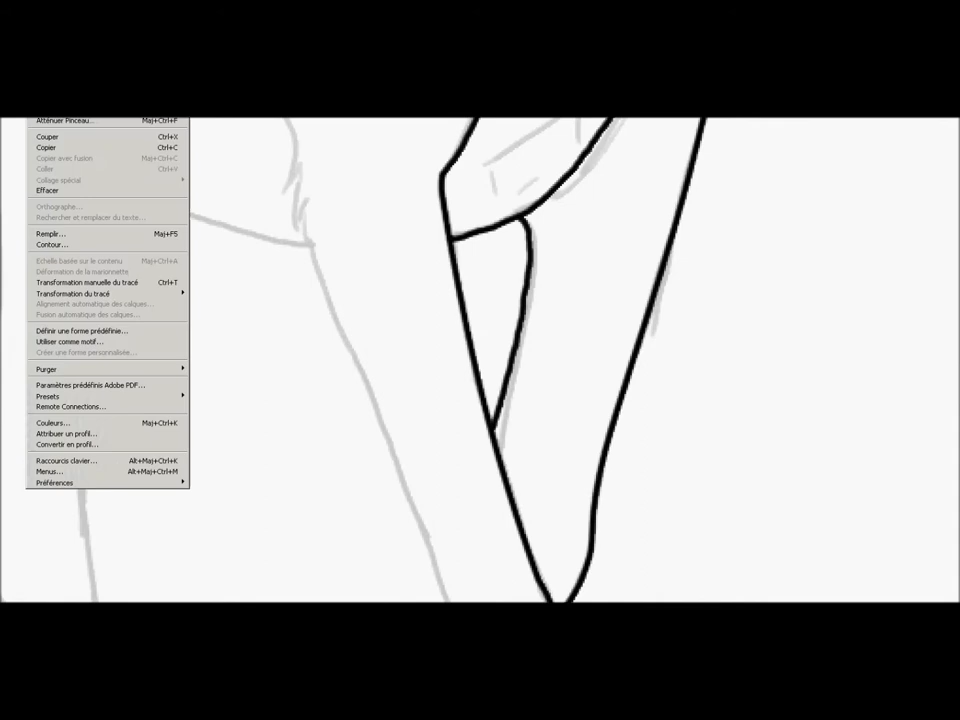 Atténuer Pinceau... Maj+Ctrl+F
Couper Ctrl+X
Copier Ctrl+C
Copier avec fusion Maj+Ctrl+C
Coller Ctrl+V
Collage spécial
Effacer
Orthographe...
Rechercher et remplacer du texte...
Remplir... Maj+F5
Contour...
Echelle basée sur le contenu Maj+Ctrl+A
Déformation de la marionnette
Transformation manuelle du tracé Ctrl+T
Transformation du tracé
Alignement automatique des calques...
Fusion automatique des calques...
Définir une forme prédéfinie...
Utiliser comme motif...
Créer une forme personnalisée...
Purger
Paramètres prédéfinis Adobe PDF...
Presets
Remote Connections...
Couleurs... Maj+Ctrl+K
Attribuer un profil...
Convertir en profil...
Raccourcis clavier... Alt+Maj+Ctrl+K
Menus... Alt+Maj+Ctrl+M
Préférences